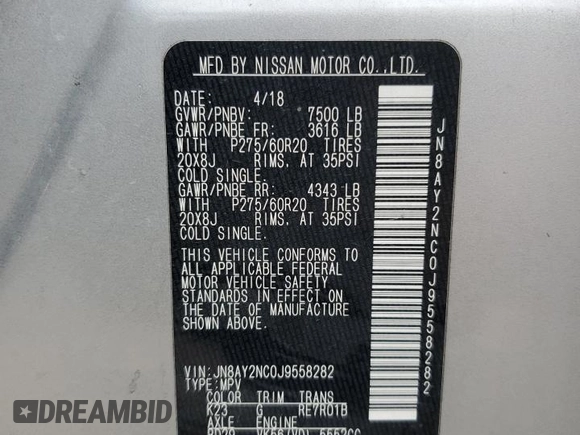 MFD BY NISSAN MOTOR CO.,LTD.
DATE: 4/18
GVWR/PNBV: 7500 LB
GAWR/PNBE FR: 3616 LB
WITH P275/60R20 TIRES
20X8J RIMS, AT 35PSI
COLD SINGLE.
GAWR/PNBE RR: 4343 LB
WITH P275/60R20 TIRES
20X8J RIMS, AT 35PSI
COLD SINGLE.
THIS VEHICLE CONFORMS TO
ALL APPLICABLE FEDERAL
MOTOR VEHICLE SAFETY
STANDARDS IN EFFECT ON
THE DATE OF MANUFACTURE
SHOWN ABOVE.
VIN:JN8AY2NC0J9558282
TYPE:MPV
COLOR TRIM TRANS
K23 G RE7R01B
AXLE ENGINE
5552CC
JN8AY2NC0J9558282
EPICVIN.COM